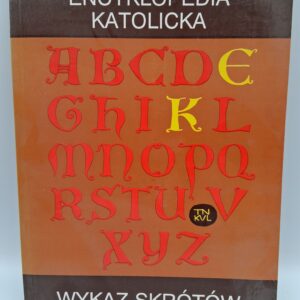 ENCYKLOPEDIA
KATOLICKA
ABCDE
GHIKL
MNOPQ
RSTUV
TN
KUL
XYZ
WYKAZ SKRÓTÓW